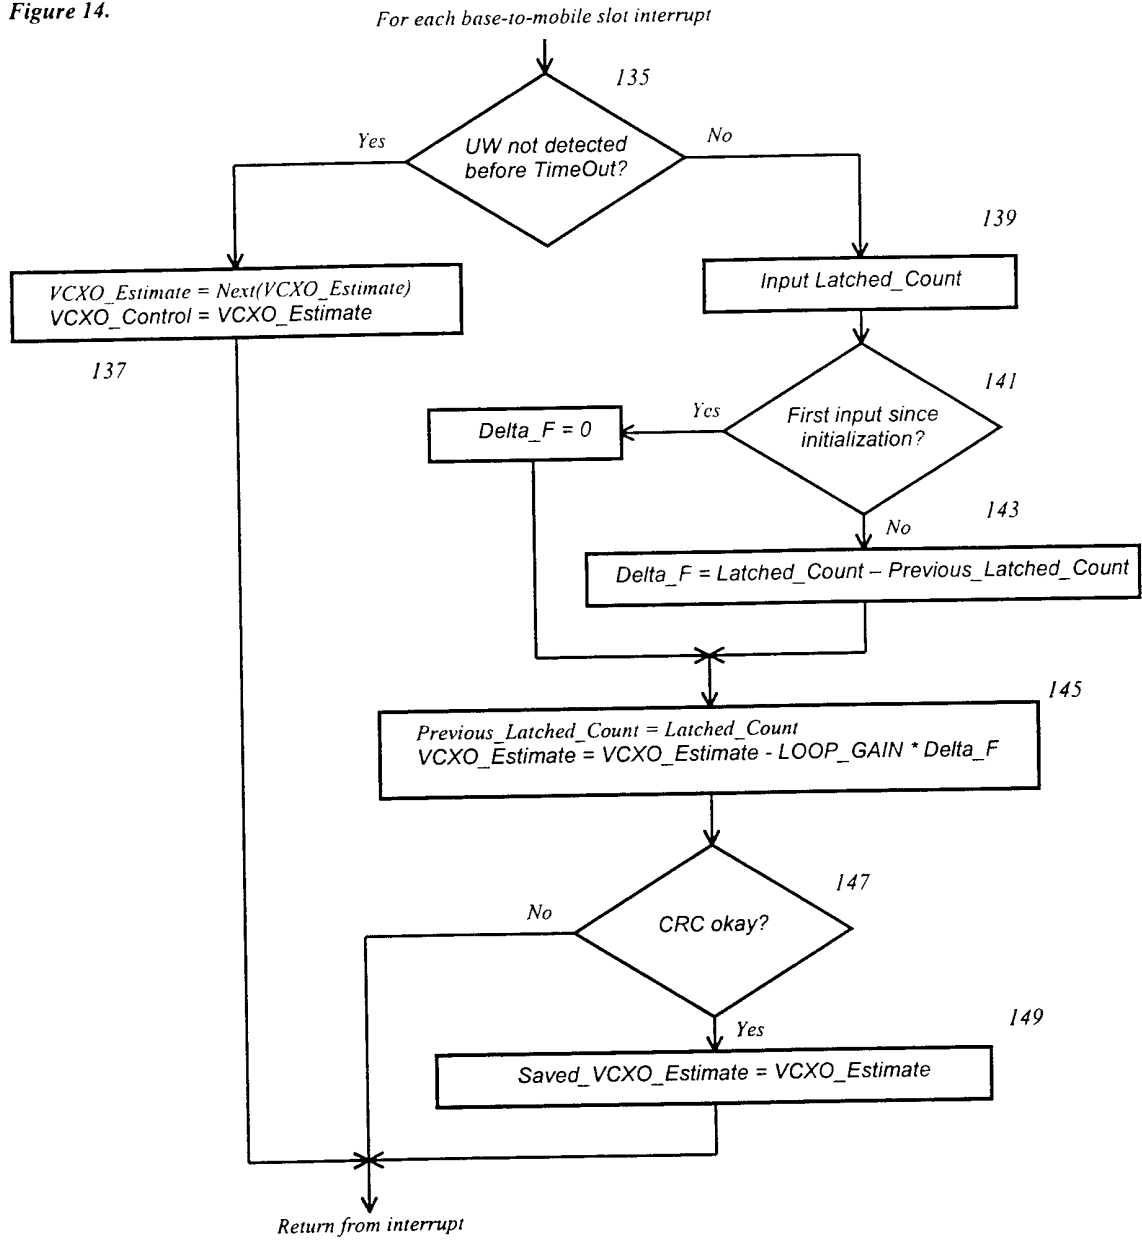 Figure 14.
For each base-to-mobile slot interrupt
135
UW not detected
before TimeOut?
Yes
No
139
VCXO_Estimate = Next(VCXO_Estimate)
VCXO_Control = VCXO_Estimate
137
Input Latched_Count
141
First input since
initialization?
Yes
Delta_F = 0
143
No
Delta_F = Latched_Count – Previous_Latched_Count
145
Previous_Latched_Count = Latched_Count
VCXO_Estimate = VCXO_Estimate - LOOP_GAIN * Delta_F
147
CRC okay?
No
Yes
149
Saved_VCXO_Estimate = VCXO_Estimate
Return from interrupt